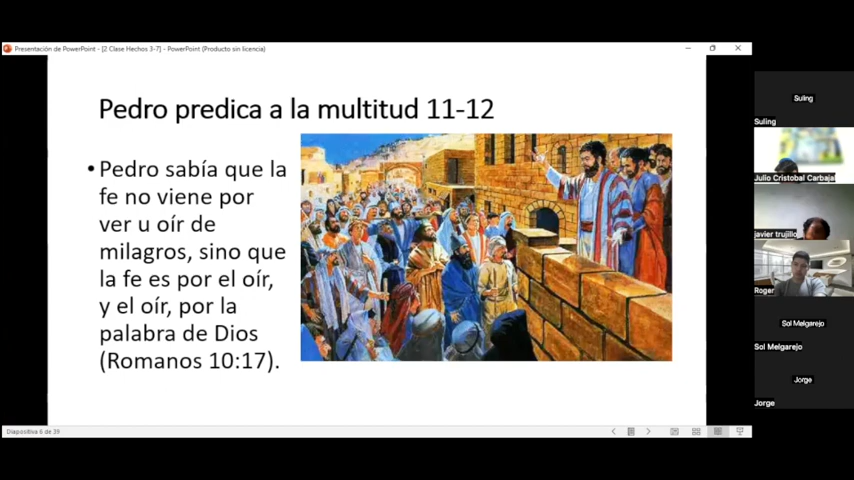 Presentación de PowerPoint - [2 Clase Hechos 3-7] - PowerPoint (Producto sin licencia)
Pedro predica a la multitud 11-12
• Pedro sabía que la
fe no viene por
ver u oír de
milagros, sino que
la fe es por el oír,
y el oír, por la
palabra de Dios
(Romanos 10:17).
Diapositiva 6 de 39
Suling
Suling
Julio Cristobal Carbajal
javier trujillo
Roger
Sol Melgarejo
Sol Melgarejo
Jorge
Jorge